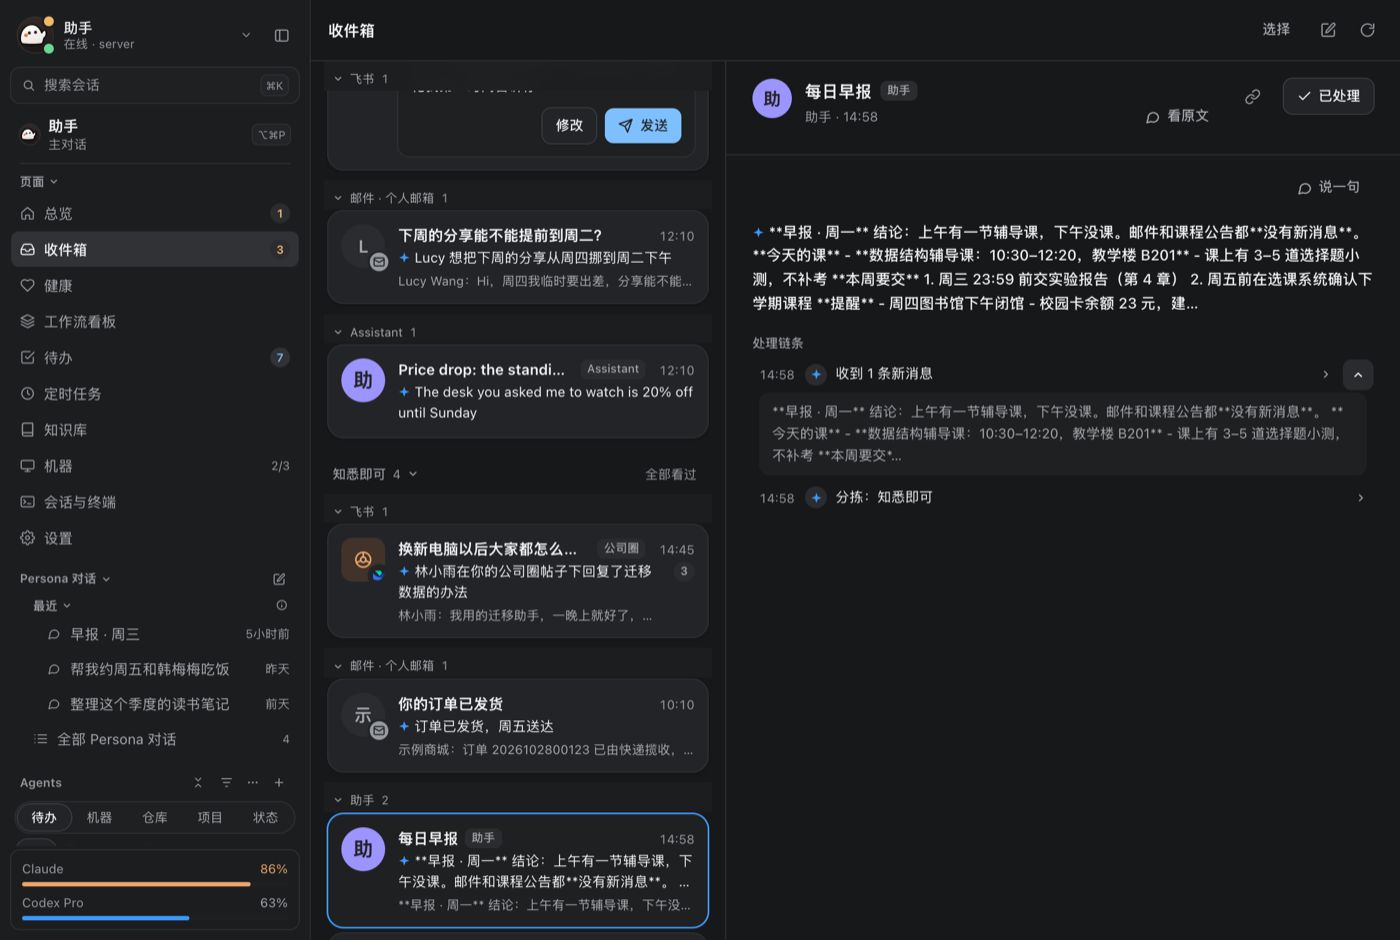 助手
在线 · server
搜索会话
⌘K
助手
主对话
⌥⌘P
页面
总览
1
收件箱
3
健康
工作流看板
待办
7
定时任务
知识库
机器
2/3
会话与终端
设置
Persona 对话
最近
早报 · 周三
5小时前
帮我约周五和韩梅梅吃饭
昨天
整理这个季度的读书笔记
前天
全部 Persona 对话
4
Agents
待办
机器
仓库
项目
状态
Claude
86%
Codex Pro
63%
收件箱
选择
飞书 1
修改
发送
邮件 · 个人邮箱 1
L
下周的分享能不能提前到周二?
12:10
Lucy 想把下周的分享从周四挪到周二下午
Lucy Wang：Hi，周四我临时要出差，分享能不能...
Assistant 1
助
Price drop: the standi...
Assistant
12:10
The desk you asked me to watch is 20% off
until Sunday
知悉即可 4
全部看过
飞书 1
换新电脑以后大家都怎么...
公司圈
14:45
林小雨在你的公司圈帖子下回复了迁移
3
数据的办法
林小雨：我用的迁移助手，一晚上就好了，...
邮件 · 个人邮箱 1
示
你的订单已发货
10:10
订单已发货，周五送达
示例商城：订单 2026102800123 已由快递揽收，...
助手 2
助
每日早报
助手
14:58
**早报 · 周一** 结论：上午有一节辅导课，下
午没课。邮件和课程公告都**没有新消息**。 ...
**早报 · 周一** 结论：上午有一节辅导课，下午没...
助
每日早报
助手
助手 · 14:58
看原文
已处理
说一句
**早报 · 周一** 结论：上午有一节辅导课，下午没课。邮件和课程公告都**没有新消息**。
**今天的课** - **数据结构辅导课：10:30–12:20，教学楼 B201** - 课上有 3–5 道选择题小
测，不补考 **本周要交** 1. 周三 23:59 前交实验报告（第 4 章） 2. 周五前在选课系统确认下
学期课程 **提醒** - 周四图书馆下午闭馆 - 校园卡余额 23 元，建...
处理链条
14:58
收到 1 条新消息
**早报 · 周一** 结论：上午有一节辅导课，下午没课。邮件和课程公告都**没有新消息**。 **
今天的课** - **数据结构辅导课：10:30–12:20，教学楼 B201** - 课上有 3–5 道选择题小测，
不补考 **本周要交*...
14:58
分拣：知悉即可